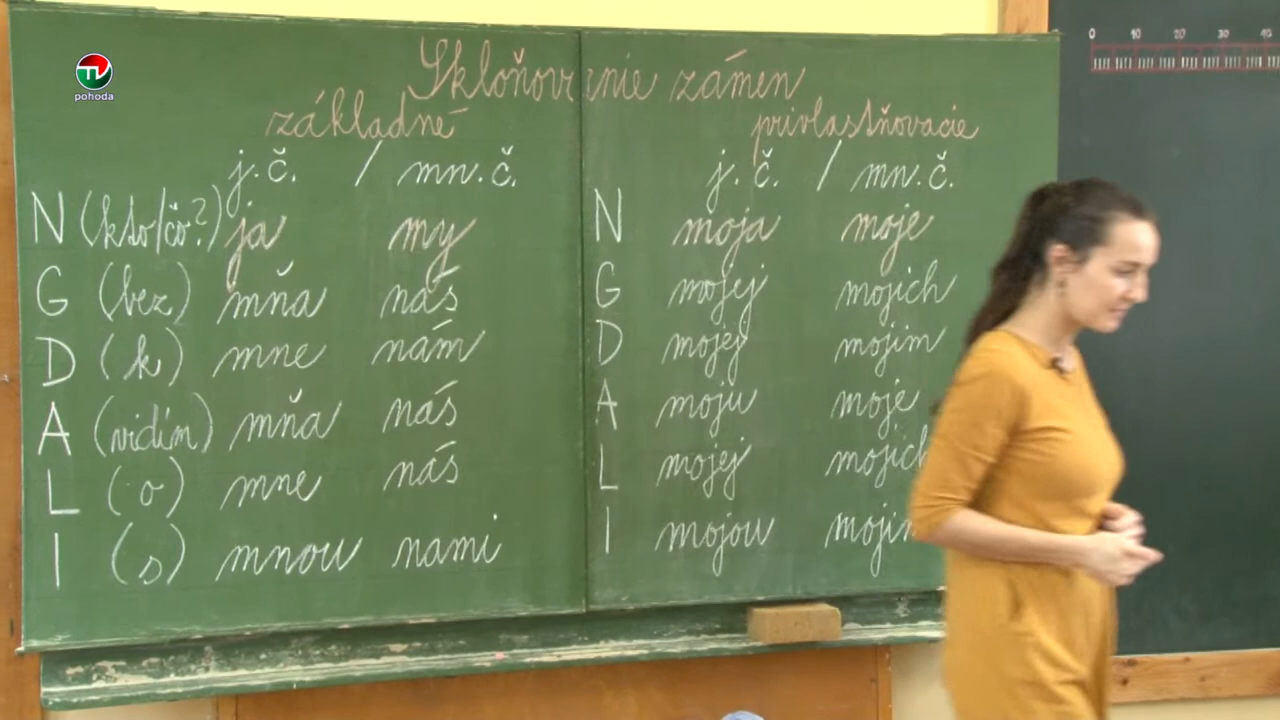 TV
pohoda
Skloňovanie zámen
základné
j.č. / mn.č.
N (kto/čo?) ja my
G (bez) mňa nás
D (k) mne nám
A (vidím) mňa nás
L (o) mne nás
I (s) mnou nami
privlastňovacie
j.č. / mn.č.
N moja moje
G mojej mojich
D mojej mojim
A moju moje
L mojej mojich
I mojou
0 10 20 30 40